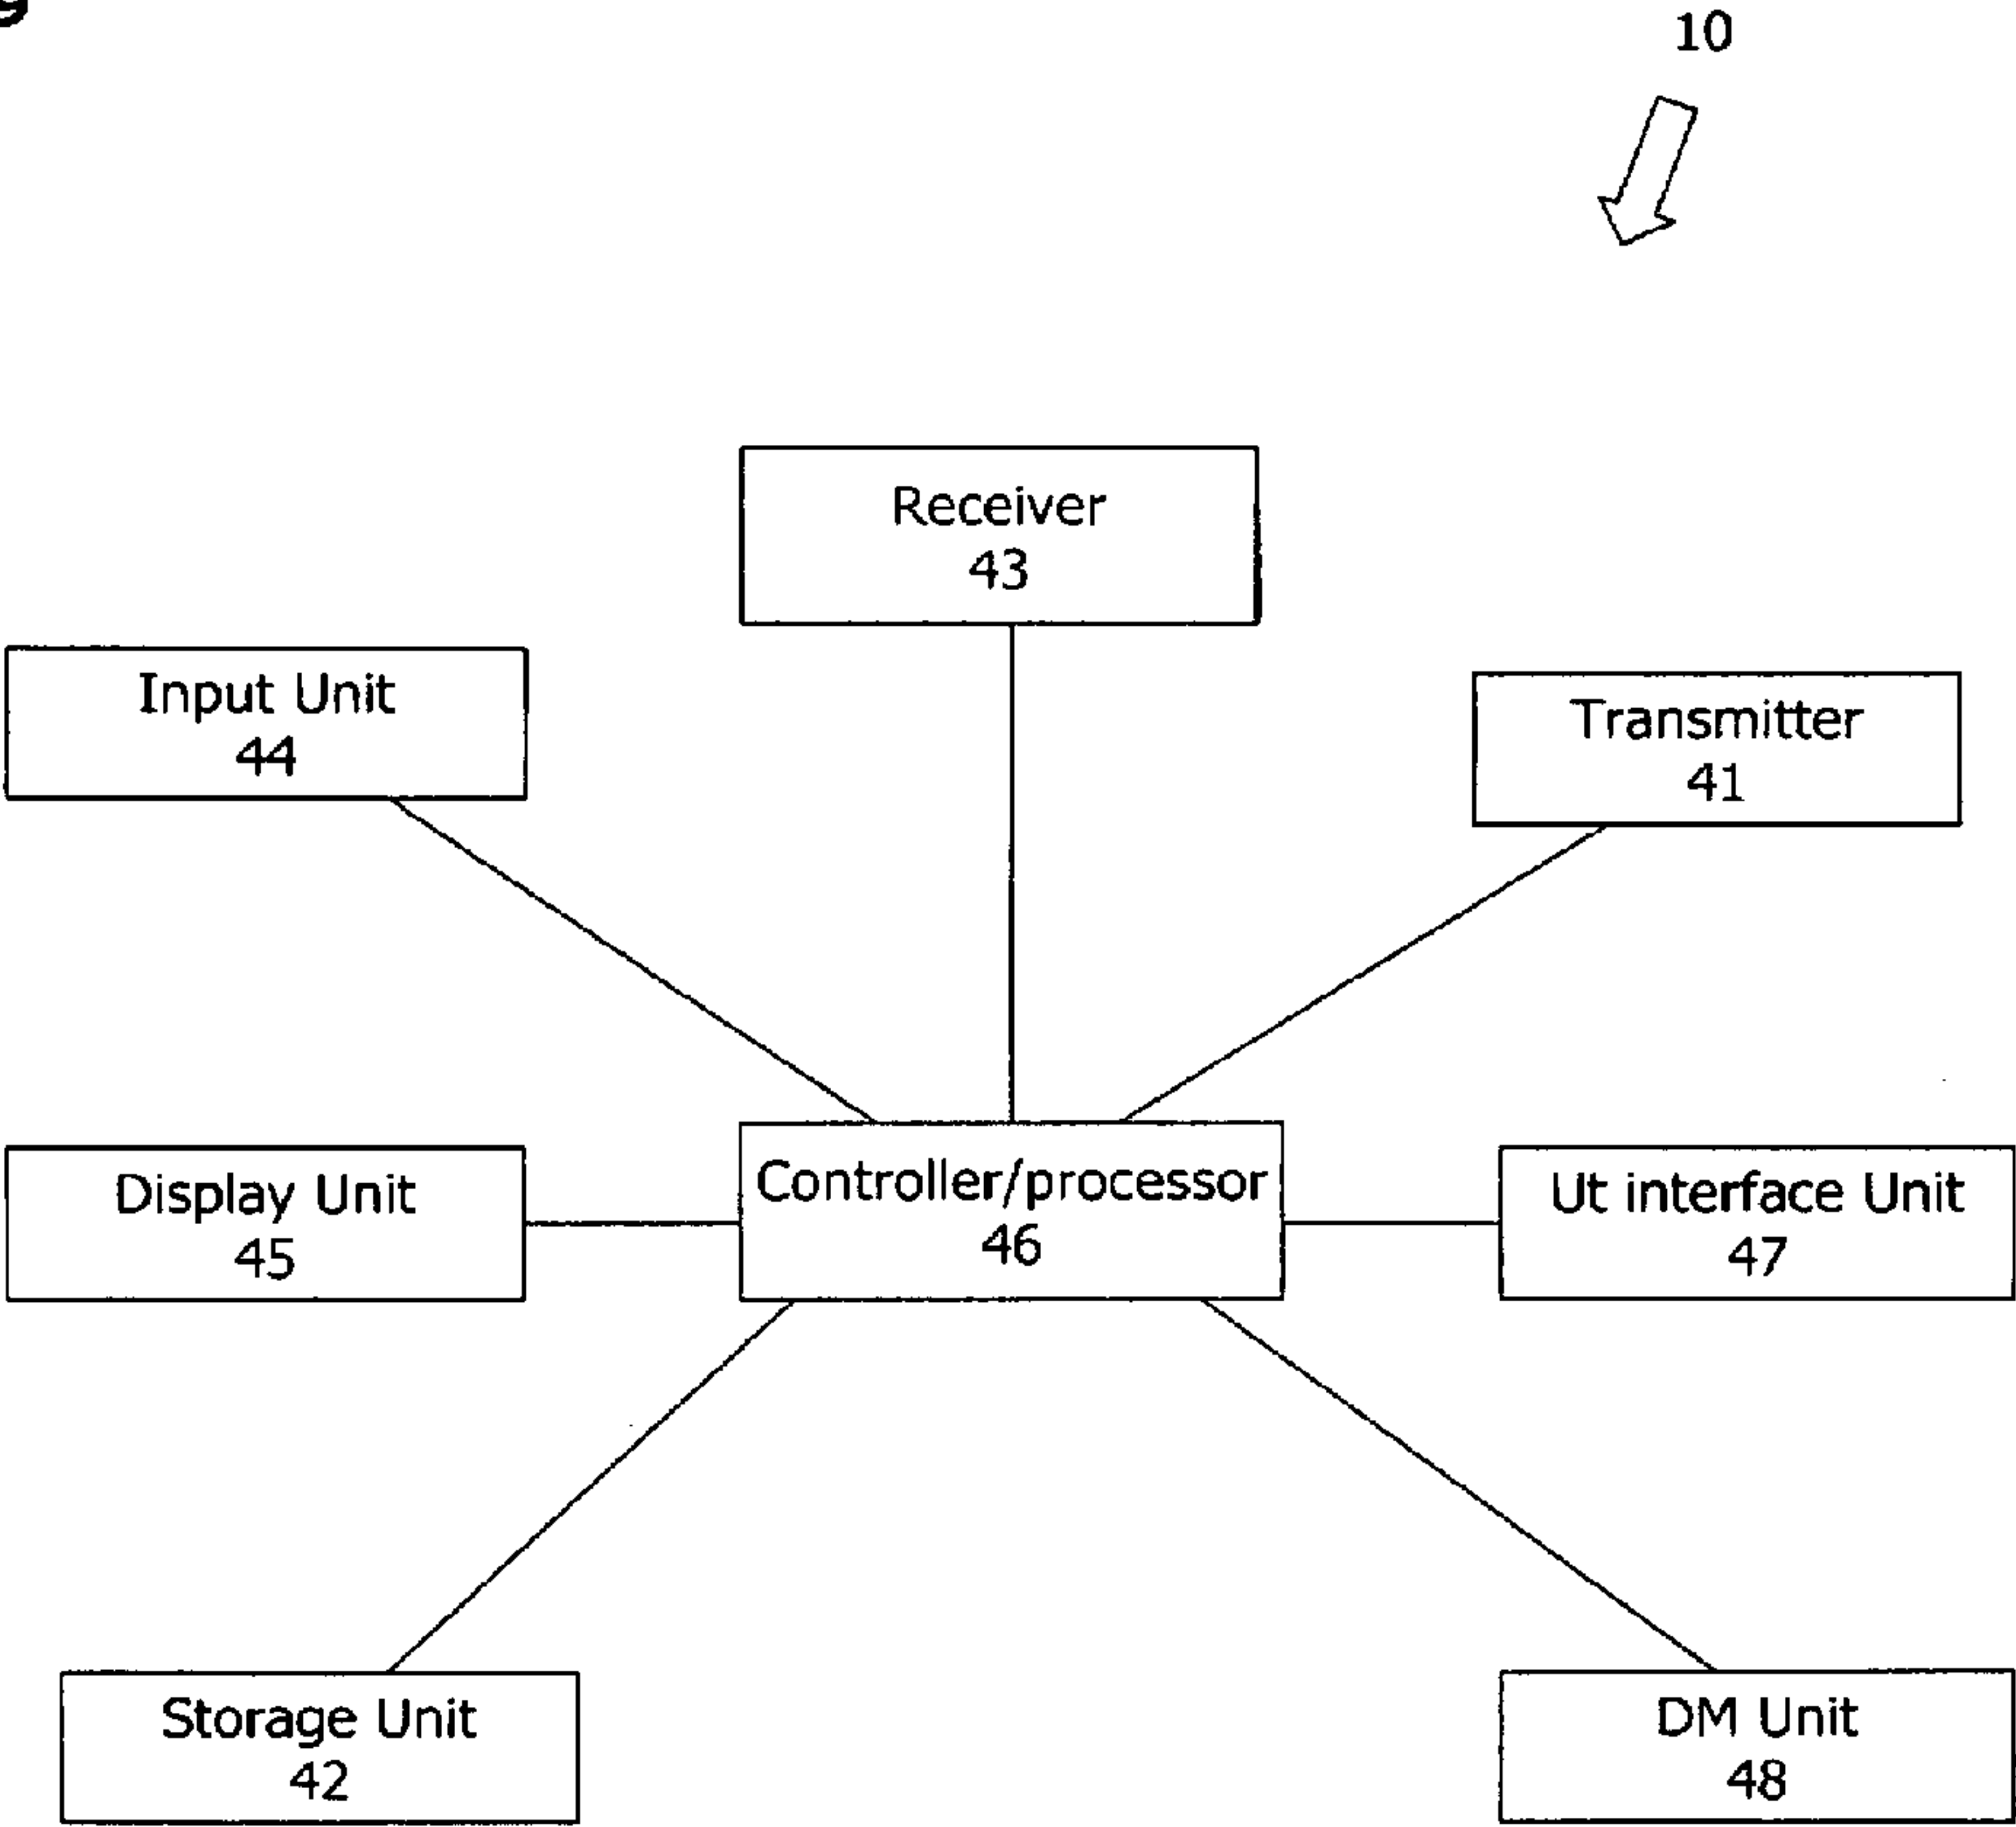 10
Receiver
43
Input Unit
44
Transmitter
41
Display Unit
45
Controller/processor
46
Ut interface Unit
47
Storage Unit
42
DM Unit
48